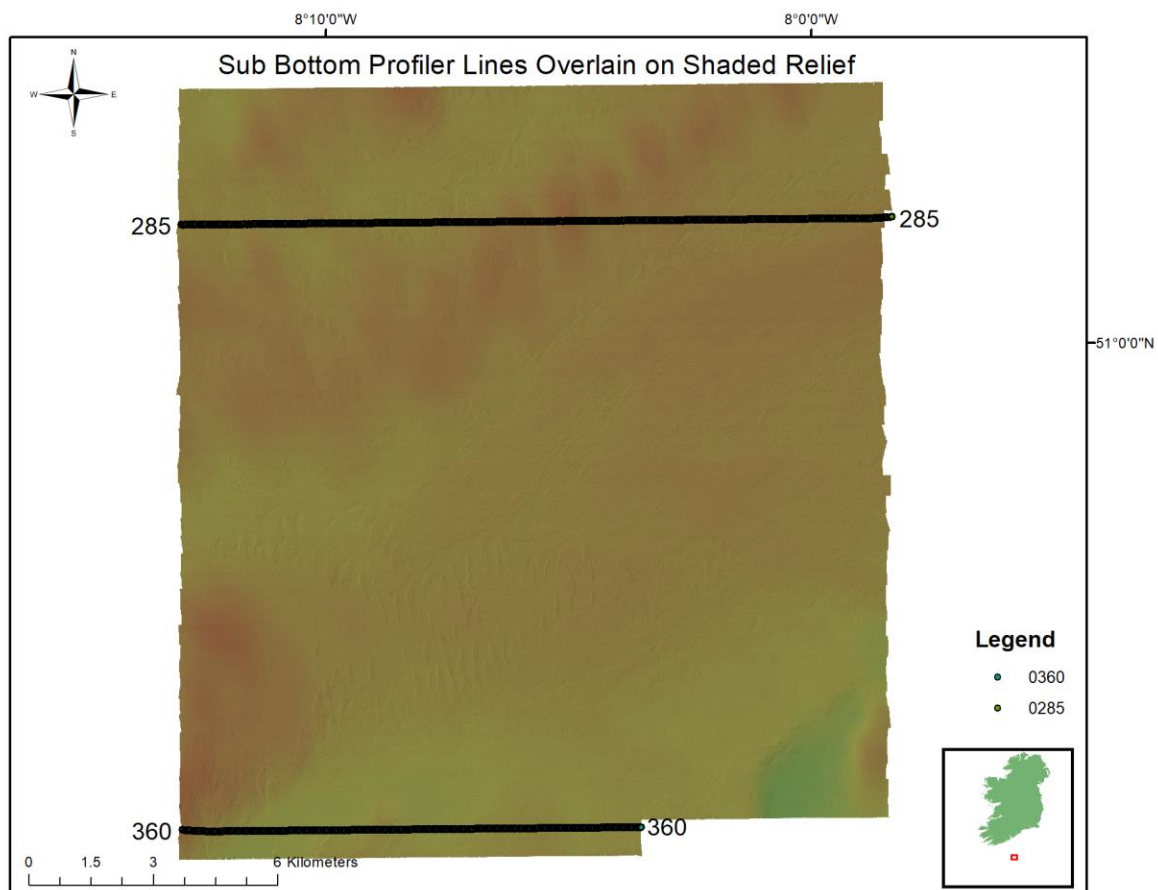 8°10'0"W
8°0'0"W
Sub Bottom Profiler Lines Overlain on Shaded Relief
N
W
E
S
285
285
51°0'0"N
Legend
0360
0285
360
360
0 1.5 3 6 Kilometers